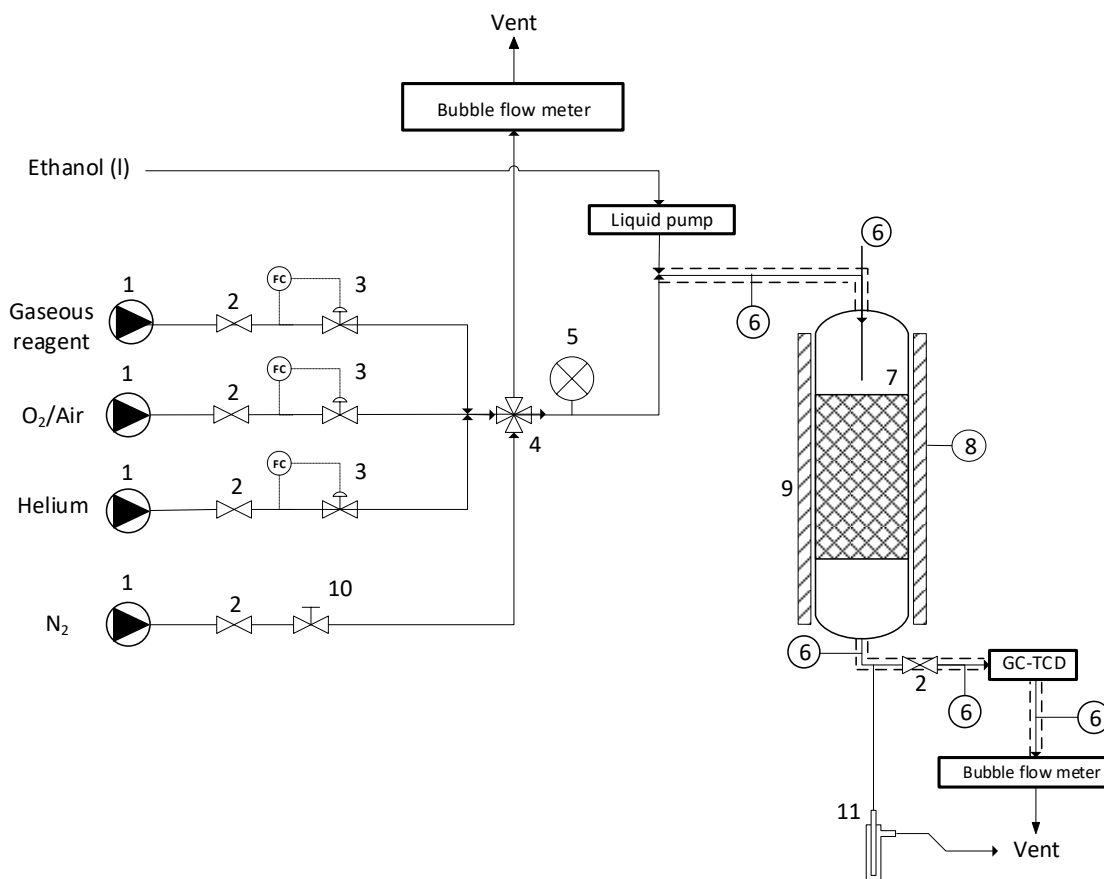 Vent
Bubble flow meter
Ethanol (l)
Liquid pump
6
1
2
FC
3
Gaseous
reagent
6
5
1
2
FC
3
7
O₂/Air
4
8
1
2
FC
3
9
Helium
1
2
10
N₂
6
2
6
GC-TCD
6
Bubble flow meter
11
Vent